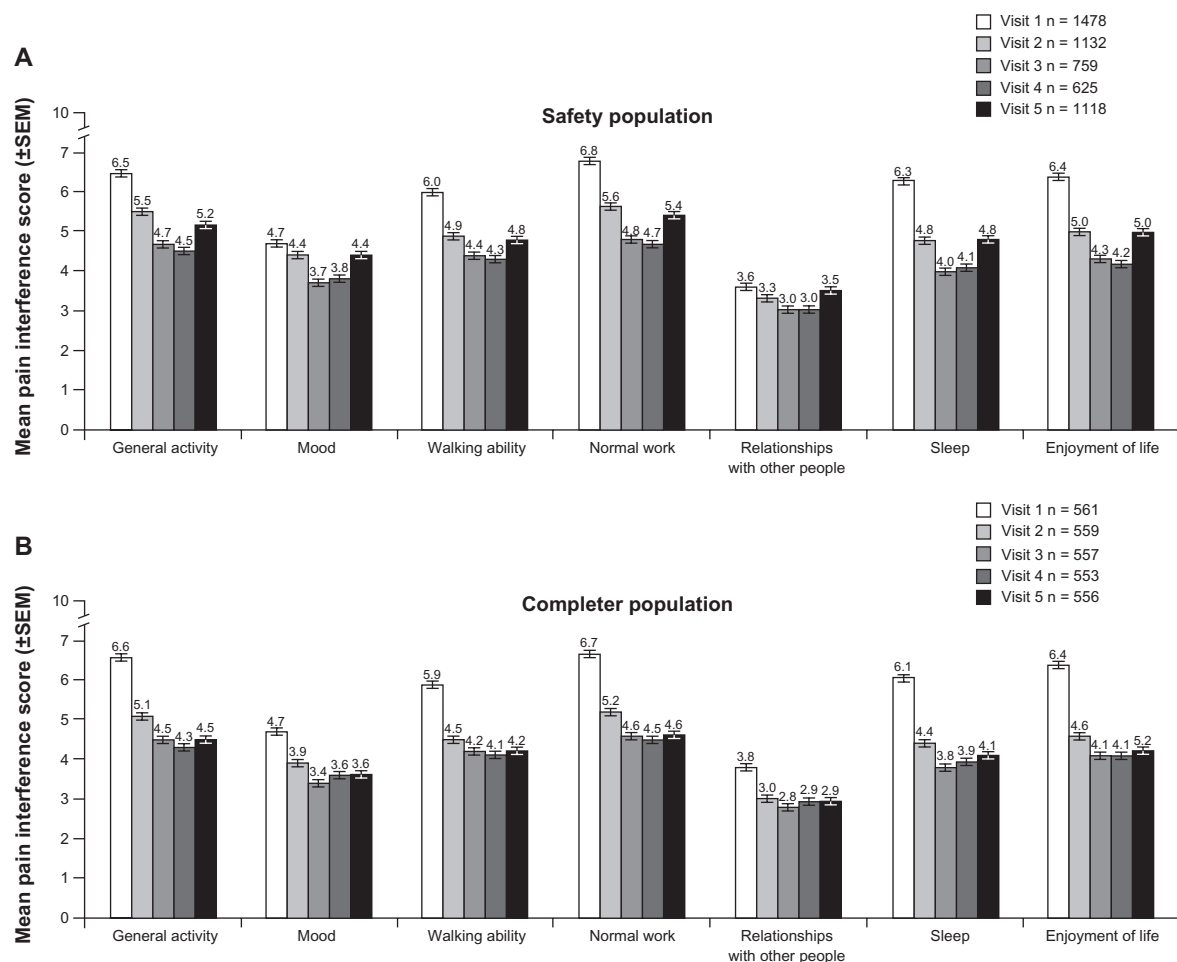 Visit 1 n = 1478
Visit 2 n = 1132
Visit 3 n = 759
Visit 4 n = 625
Visit 5 n = 1118
A
Safety population
Mean pain interference score (±SEM)
10
7
6
5
4
3
2
1
0
6.5 5.5 4.7 4.5 5.2
4.7 4.4 3.7 3.8 4.4
6.0 4.9 4.4 4.3 4.8
6.8 5.6 4.8 4.7 5.4
3.6 3.3 3.0 3.0 3.5
6.3 4.8 4.0 4.1 4.8
6.4 5.0 4.3 4.2 5.0
General activity
Mood
Walking ability
Normal work
Relationships
with other people
Sleep
Enjoyment of life
Visit 1 n = 561
Visit 2 n = 559
Visit 3 n = 557
Visit 4 n = 553
Visit 5 n = 556
B
Completer population
Mean pain interference score (±SEM)
10
7
6
5
4
3
2
1
0
6.6 5.1 4.5 4.3 4.5
4.7 3.9 3.4 3.6 3.6
5.9 4.5 4.2 4.1 4.2
6.7 5.2 4.6 4.5 4.6
3.8 3.0 2.8 2.9 2.9
6.1 4.4 3.8 3.9 4.1
6.4 4.6 4.1 4.1 5.2
General activity
Mood
Walking ability
Normal work
Relationships
with other people
Sleep
Enjoyment of life